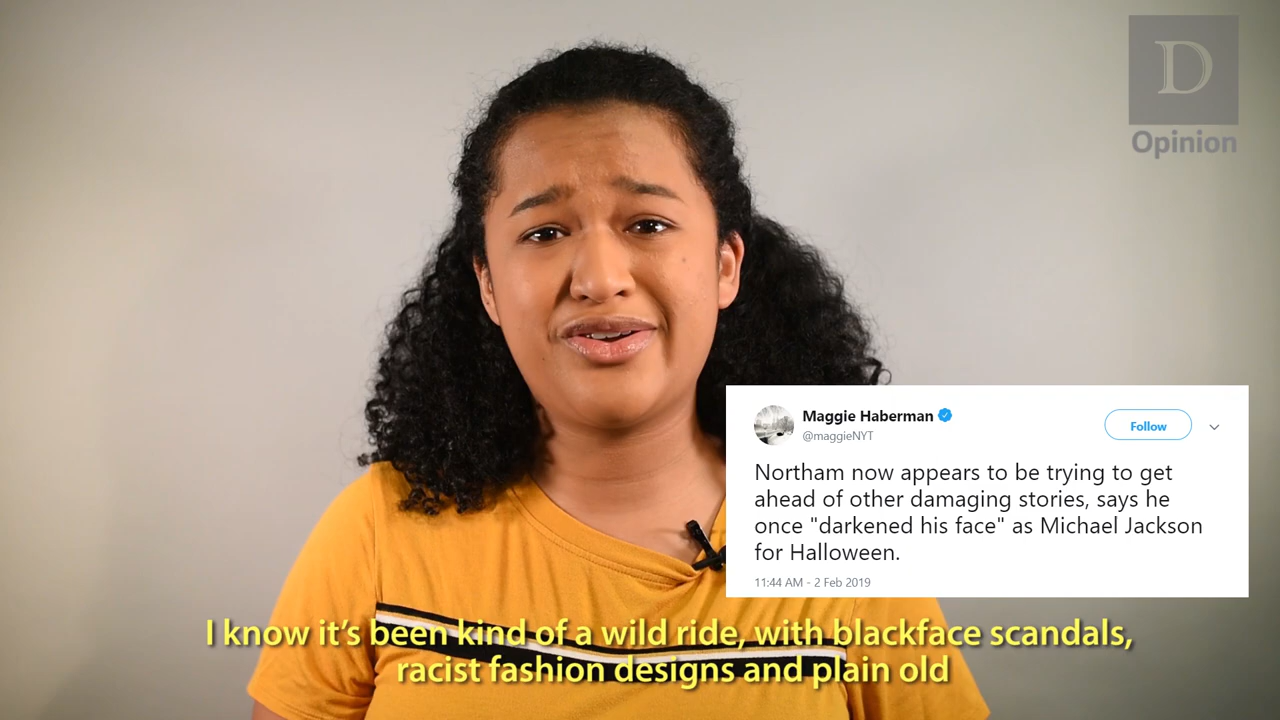 D
Opinion
Maggie Haberman
@maggieNYT
Follow
Northam now appears to be trying to get
ahead of other damaging stories, says he
once "darkened his face" as Michael Jackson
for Halloween.
11:44 AM - 2 Feb 2019
I know it's been kind of a wild ride, with blackface scandals,
racist fashion designs and plain old